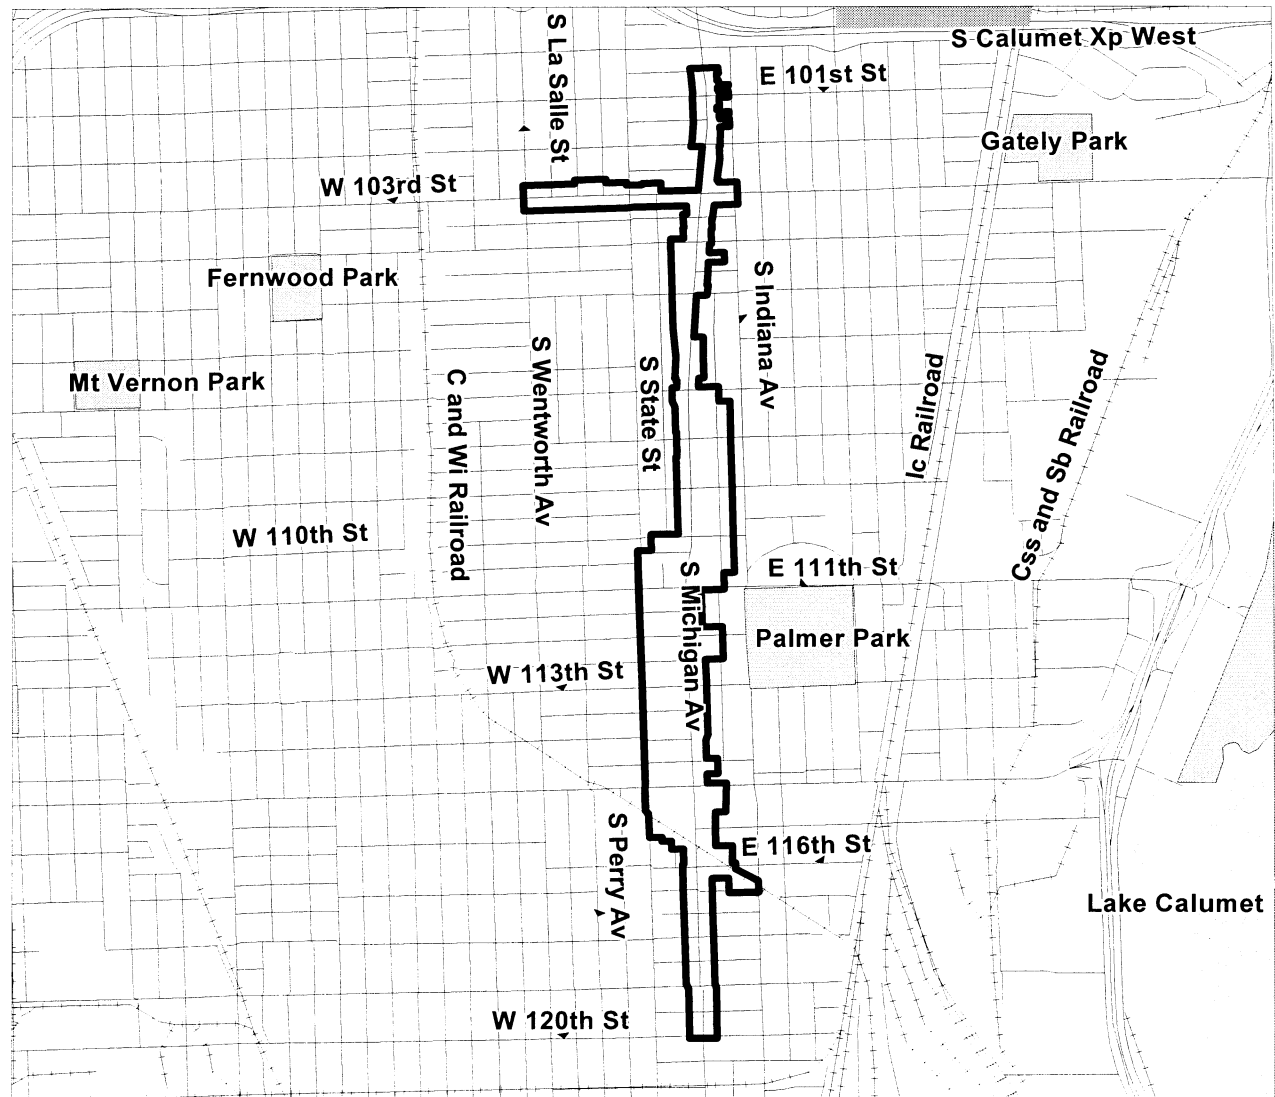 S La Salle St
S Calumet Xp West
E 101st St
Gately Park
W 103rd St
Fernwood Park
S Indiana Av
Mt Vernon Park
S Wentworth Av
S State St
C and Wi Railroad
Ic Railroad
Css and Sb Railroad
W 110th St
E 111th St
S Michigan Av
Palmer Park
W 113th St
S Perry Av
E 116th St
Lake Calumet
W 120th St